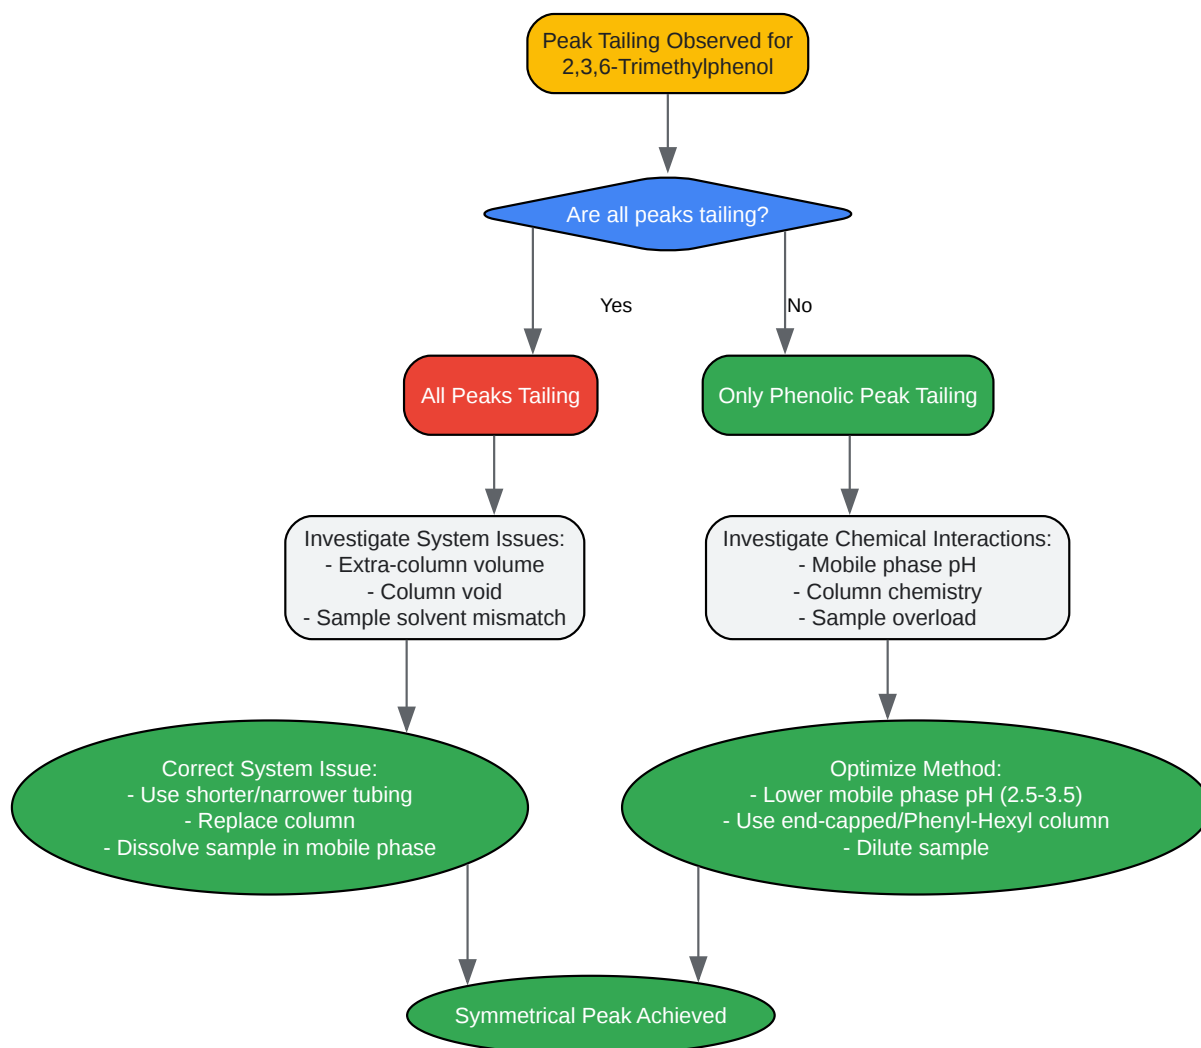 Peak Tailing Observed for
2,3,6-Trimethylphenol
Are all peaks tailing?
Yes
No
All Peaks Tailing
Only Phenolic Peak Tailing
Investigate System Issues:
- Extra-column volume
- Column void
- Sample solvent mismatch
Investigate Chemical Interactions:
- Mobile phase pH
- Column chemistry
- Sample overload
Correct System Issue:
- Use shorter/narrower tubing
- Replace column
- Dissolve sample in mobile phase
Optimize Method:
- Lower mobile phase pH (2.5-3.5)
- Use end-capped/Phenyl-Hexyl column
- Dilute sample
Symmetrical Peak Achieved